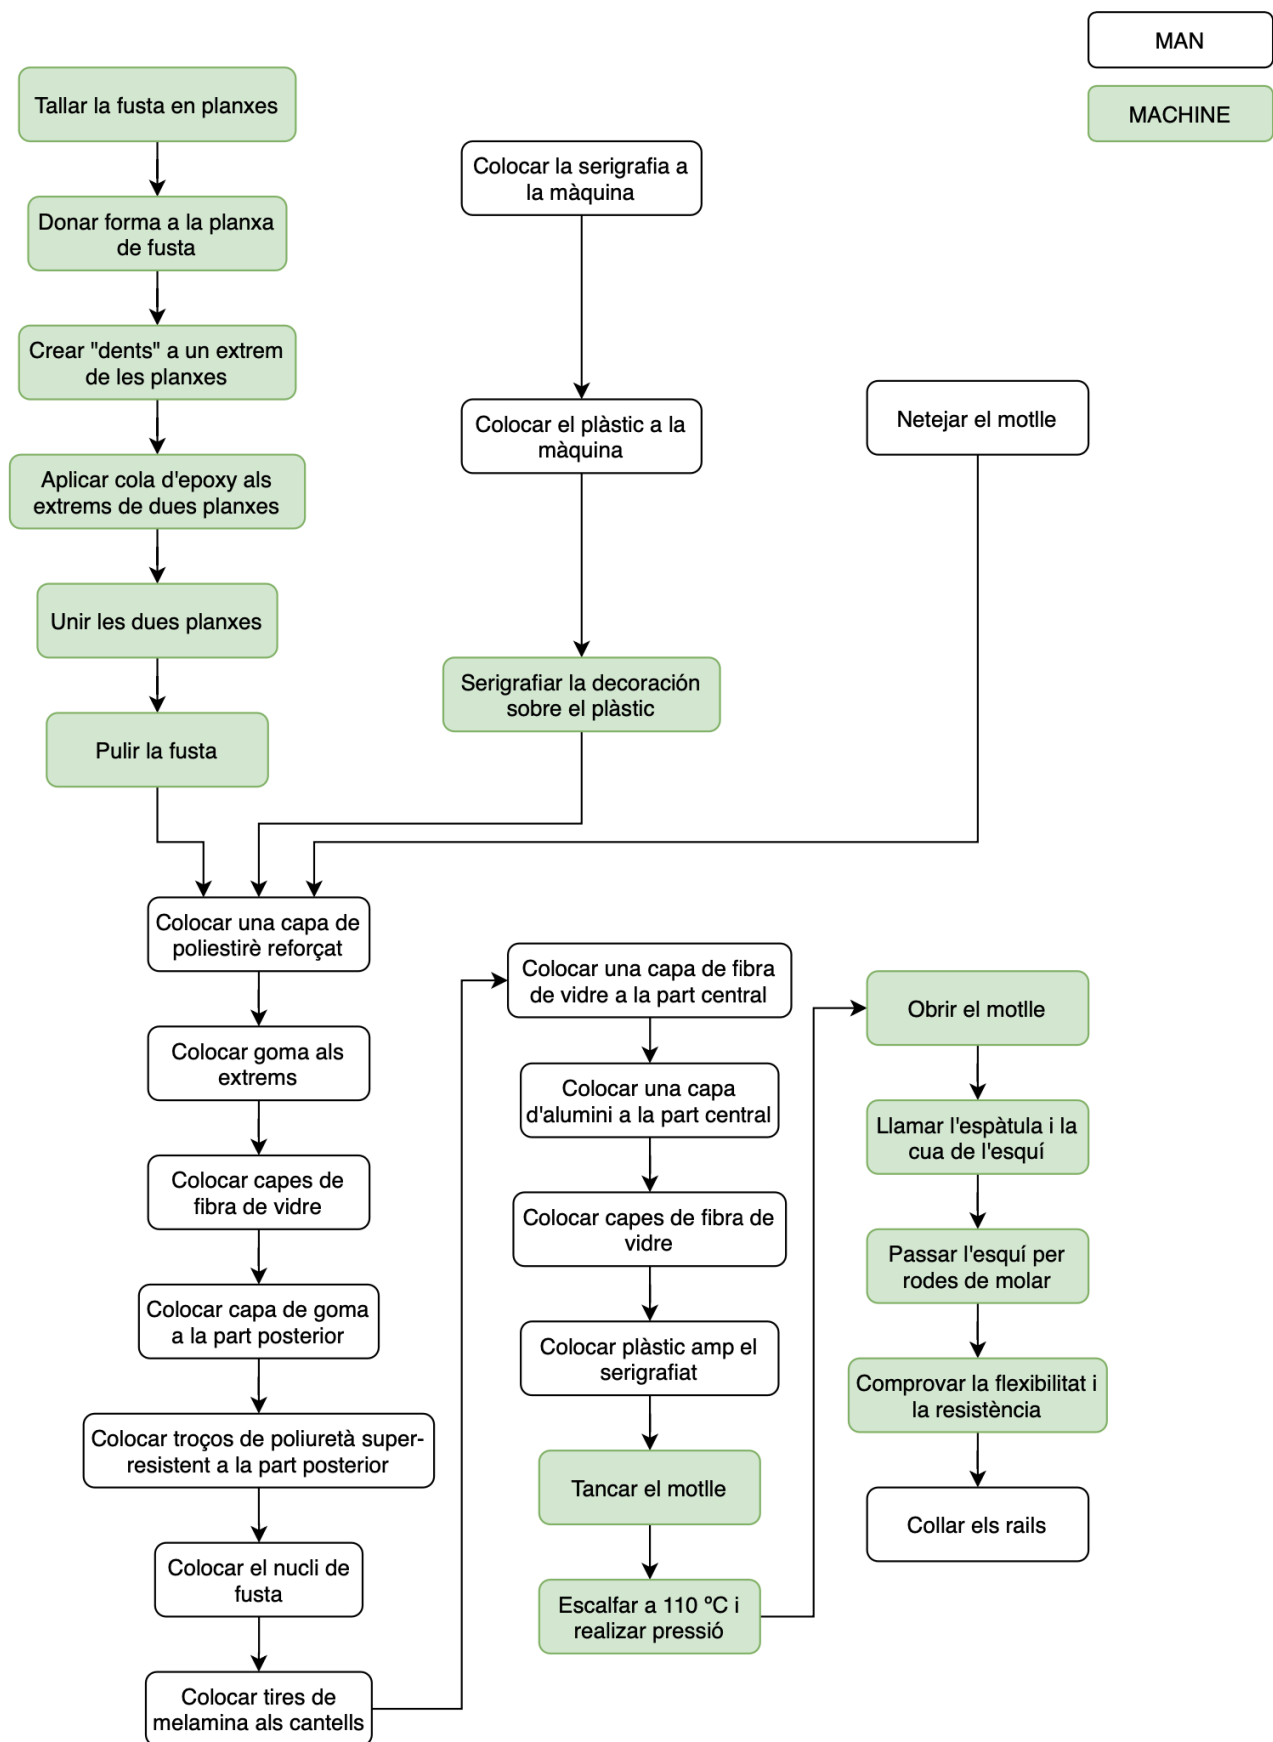 MAN
MACHINE
Tallar la fusta en planxes
Donar forma a la planxa
de fusta
Crear "dents" a un extrem
de les planxes
Aplicar cola d'epoxy als
extrems de dues planxes
Unir les dues planxes
Pulir la fusta
Colocar la serigrafia a
la màquina
Colocar el plàstic a la
màquina
Serigrafiar la decoración
sobre el plàstic
Netejar el motlle
Colocar una capa de
poliestirè reforçat
Colocar goma als
extrems
Colocar capes de
fibra de vidre
Colocar capa de goma
a la part posterior
Colocar troços de poliuretà super-
resistent a la part posterior
Colocar el nucli de
fusta
Colocar tires de
melamina als cantells
Colocar una capa de fibra
de vidre a la part central
Colocar una capa
d'alumini a la part central
Colocar capes de fibra de
vidre
Colocar plàstic amp el
serigrafiat
Tancar el motlle
Escalfar a 110 ºC i
realizar pressió
Obrir el motlle
Llamar l'espàtula i la
cua de l'esquí
Passar l'esquí per
rodes de molar
Comprovar la flexibilitat i
la resistència
Collar els rails